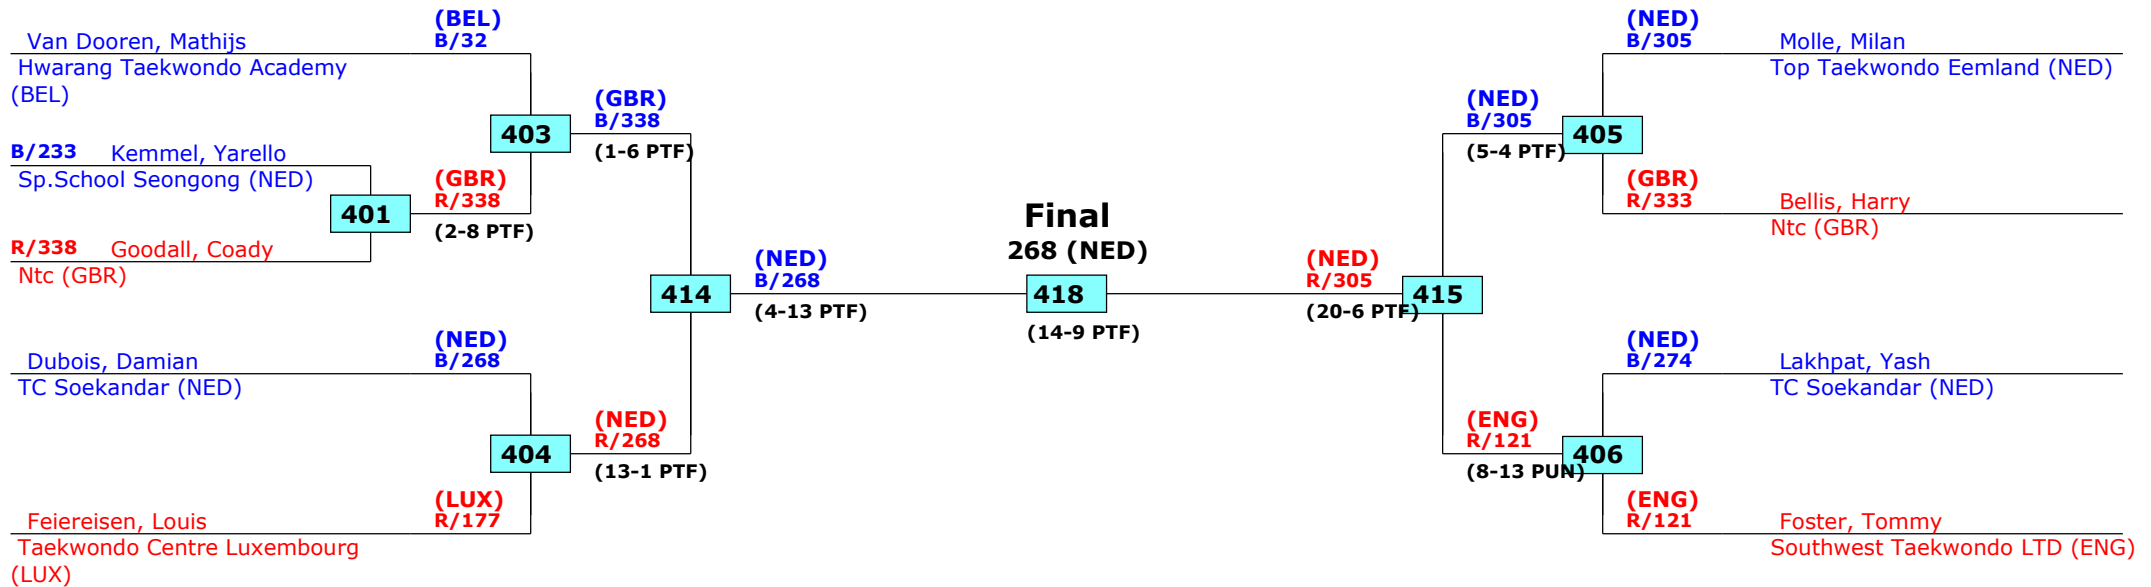 (BEL)
B/32
Van Dooren, Mathijs
Hwarang Taekwondo Academy
(BEL)
403
B/233 Kemmel, Yarello
Sp.School Seongong (NED)
401
(GBR)
R/338
(2-8 PTF)
R/338 Goodall, Coady
Ntc (GBR)
(GBR)
B/338
(1-6 PTF)
414
(NED)
B/268
Dubois, Damian
TC Soekandar (NED)
404
(NED)
R/268
(13-1 PTF)
(LUX)
R/177
Feiereisen, Louis
Taekwondo Centre Luxembourg
(LUX)
(NED)
B/268
(4-13 PTF)
Final
268 (NED)
418
(14-9 PTF)
(NED)
R/305
(20-6 PTF)
415
(NED)
B/305
(5-4 PTF)
405
(NED)
B/305
Molle, Milan
Top Taekwondo Eemland (NED)
(GBR)
R/333
Bellis, Harry
Ntc (GBR)
(ENG)
R/121
(8-13 PUN)
406
(NED)
B/274
Lakhpat, Yash
TC Soekandar (NED)
(ENG)
R/121
Foster, Tommy
Southwest Taekwondo LTD (ENG)